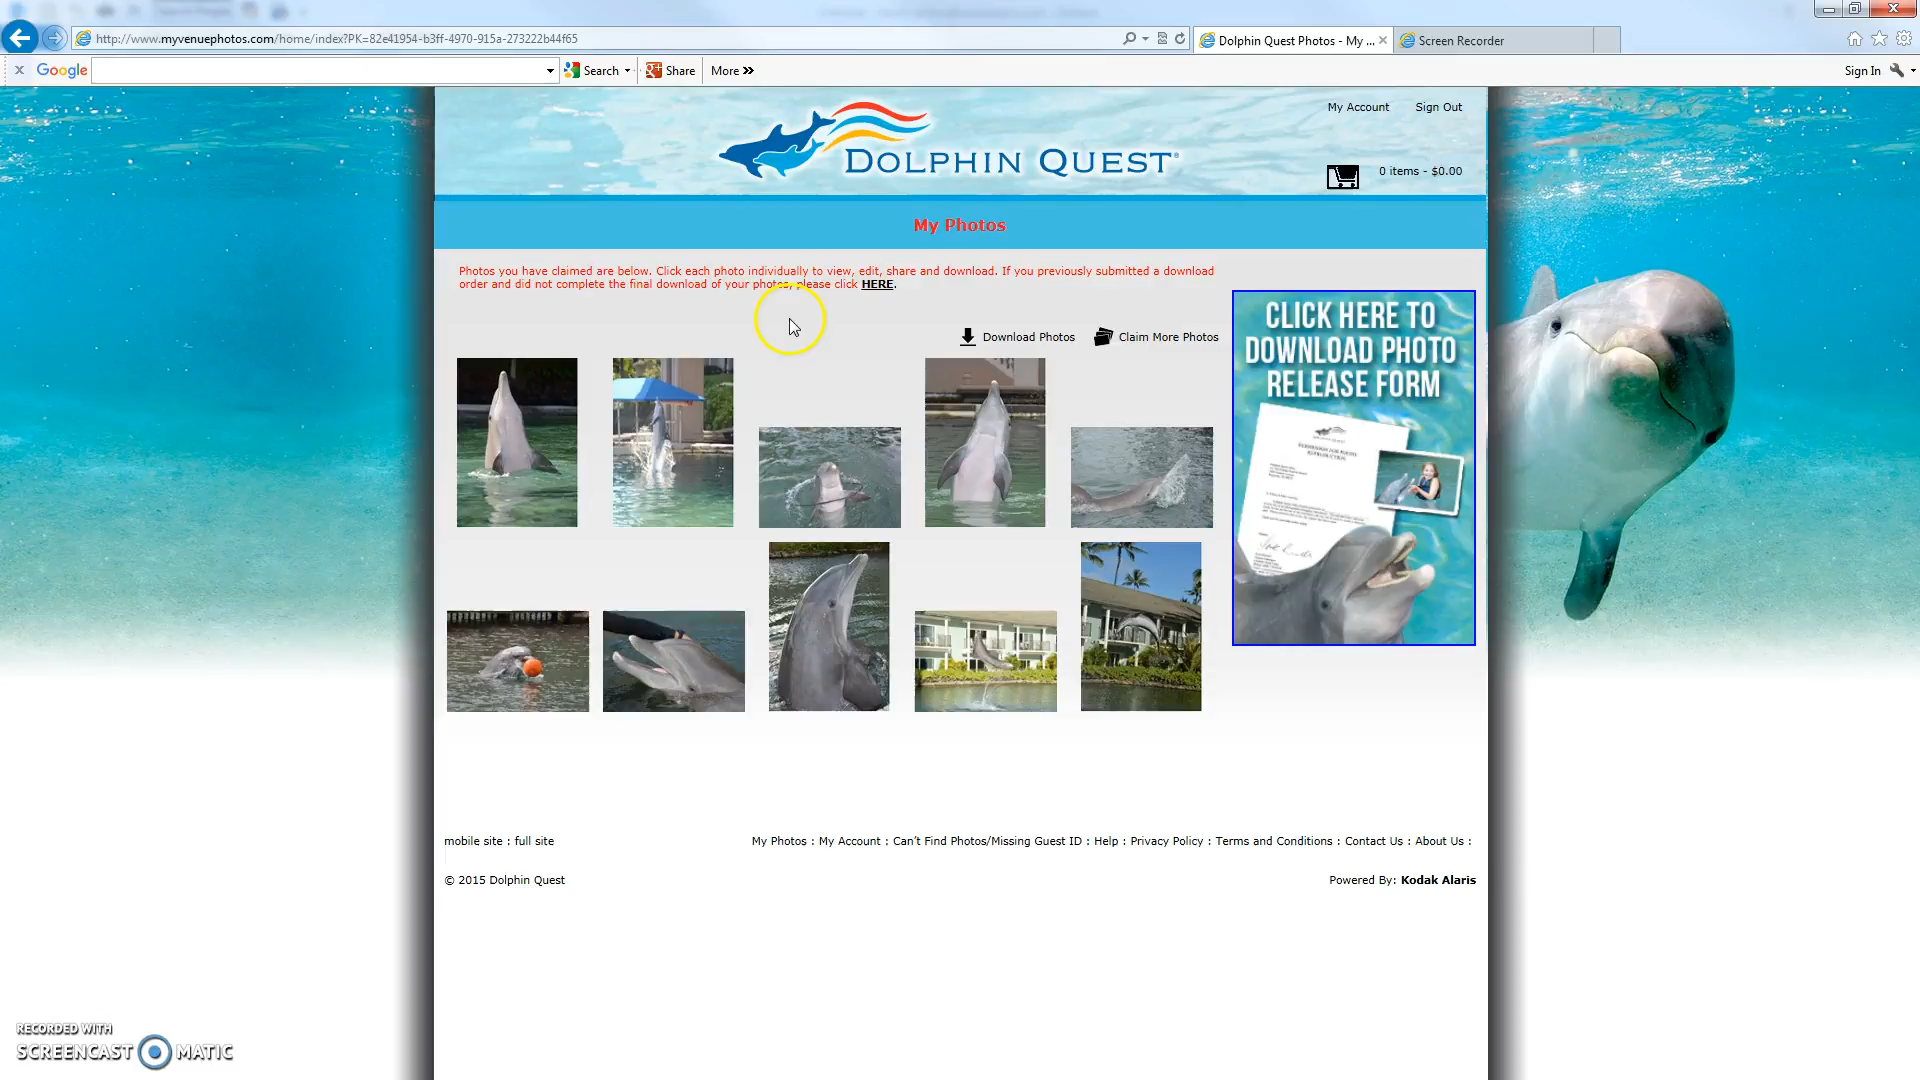 http://www.myvenuephotos.com/home/index?PK=82e41954-b3ff-4970-915a-273222b44f65
Dolphin Quest Photos - My ...
Screen Recorder
x Google
Search
Share
More »
Sign In
DOLPHIN QUEST®
My Account
Sign Out
0 items - $0.00
My Photos
Photos you have claimed are below. Click each photo individually to view, edit, share and download. If you previously submitted a download
order and did not complete the final download of your photos, please click HERE.
Download Photos
Claim More Photos
CLICK HERE TO
DOWNLOAD PHOTO
RELEASE FORM
mobile site : full site
My Photos : My Account : Can't Find Photos/Missing Guest ID : Help : Privacy Policy : Terms and Conditions : Contact Us : About Us :
© 2015 Dolphin Quest
Powered By: Kodak Alaris
RECORDED WITH
SCREENCAST MATIC